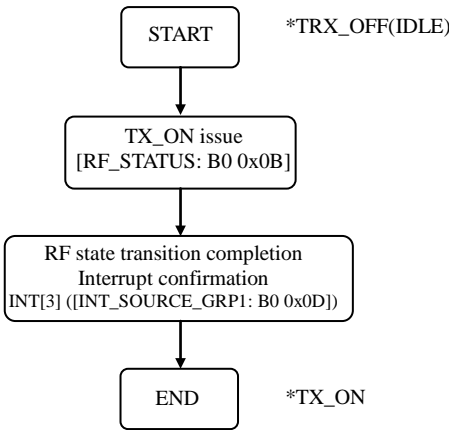 START
*TRX_OFF(IDLE)
TX_ON issue
[RF_STATUS: B0 0x0B]
RF state transition completion
Interrupt confirmation
INT[3] ([INT_SOURCE_GRP1: B0 0x0D])
END
*TX_ON